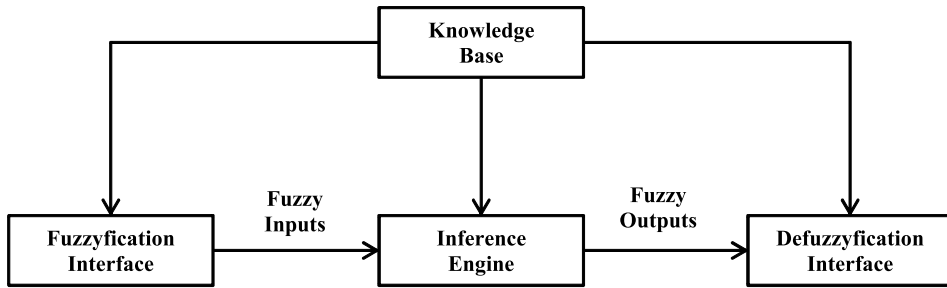 Knowledge
Base
Fuzzy
Inputs
Fuzzy
Outputs
Fuzzyfication
Interface
Inference
Engine
Defuzzyfication
Interface